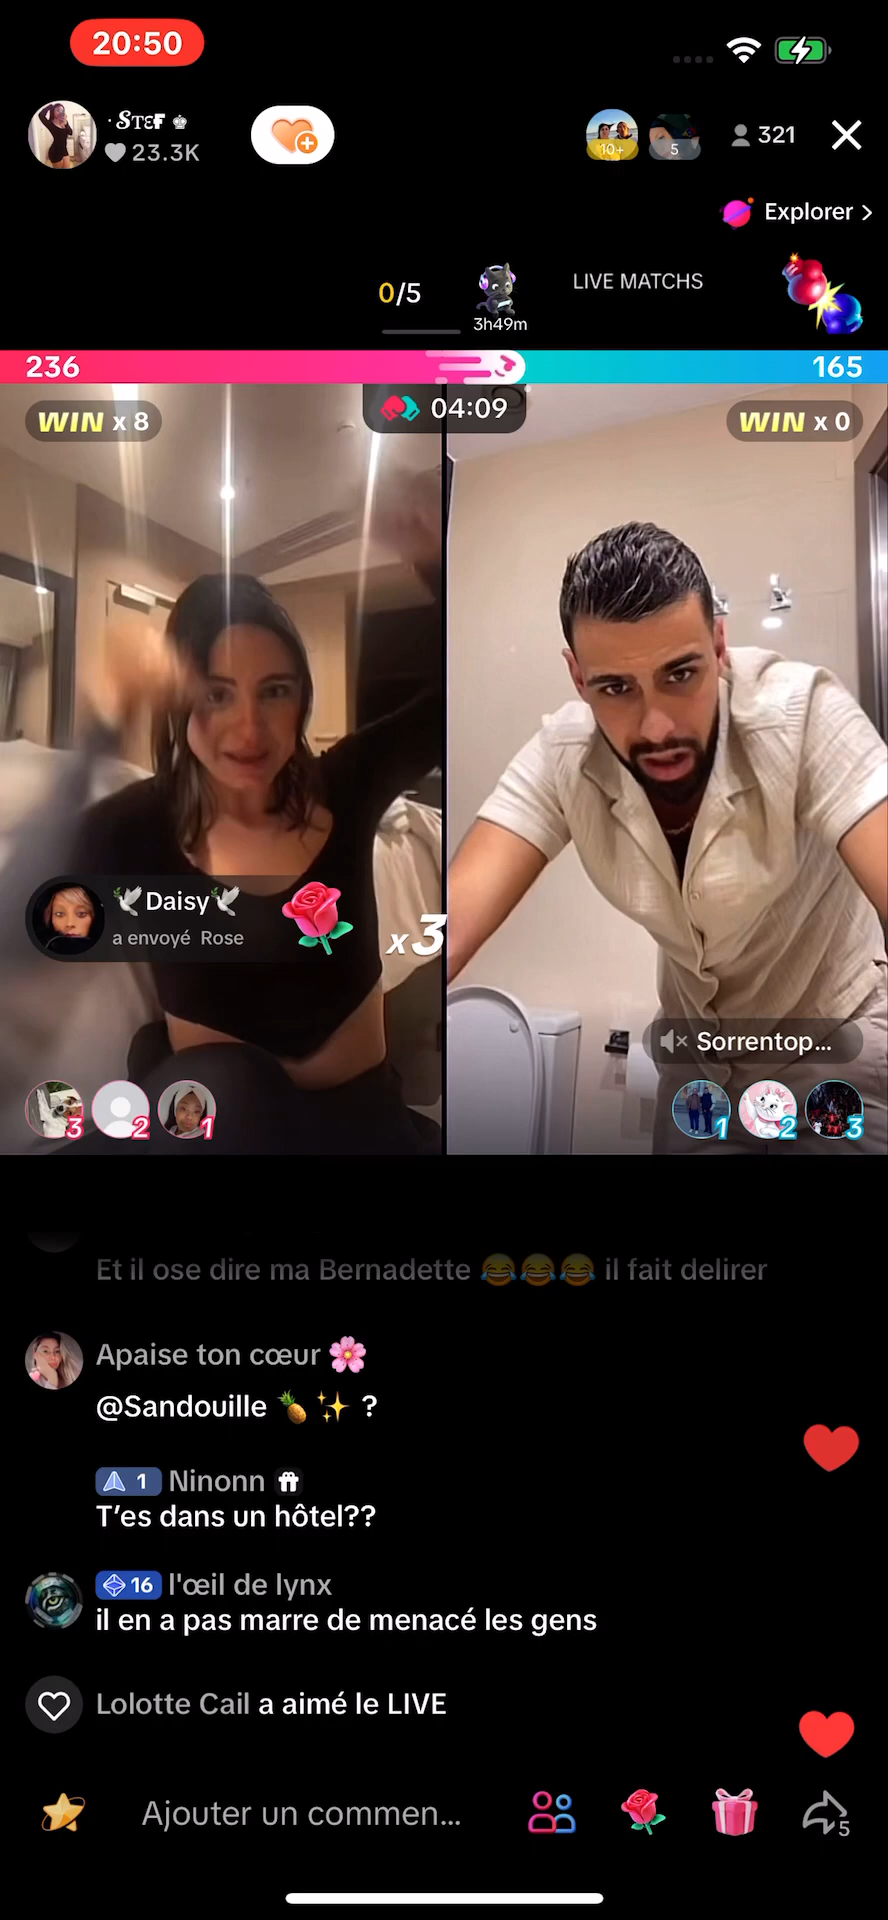 20:50
· STEF ♚
23.3K
10+
5
321
Explorer >
0/5
3h49m
LIVE MATCHS
236
165
WIN x 8
04:09
WIN x 0
🕊️Daisy🕊️
a envoyé Rose
x3
Sorrentop...
3
2
1
1
2
3
Et il ose dire ma Bernadette 😂😂😂 il fait delirer
Apaise ton cœur 🌸
@Sandouille 🍍✨ ?
1 Ninonn
T'es dans un hôtel??
16 l'œil de lynx
il en a pas marre de menacé les gens
Lolotte Cail a aimé le LIVE
Ajouter un commen...
5